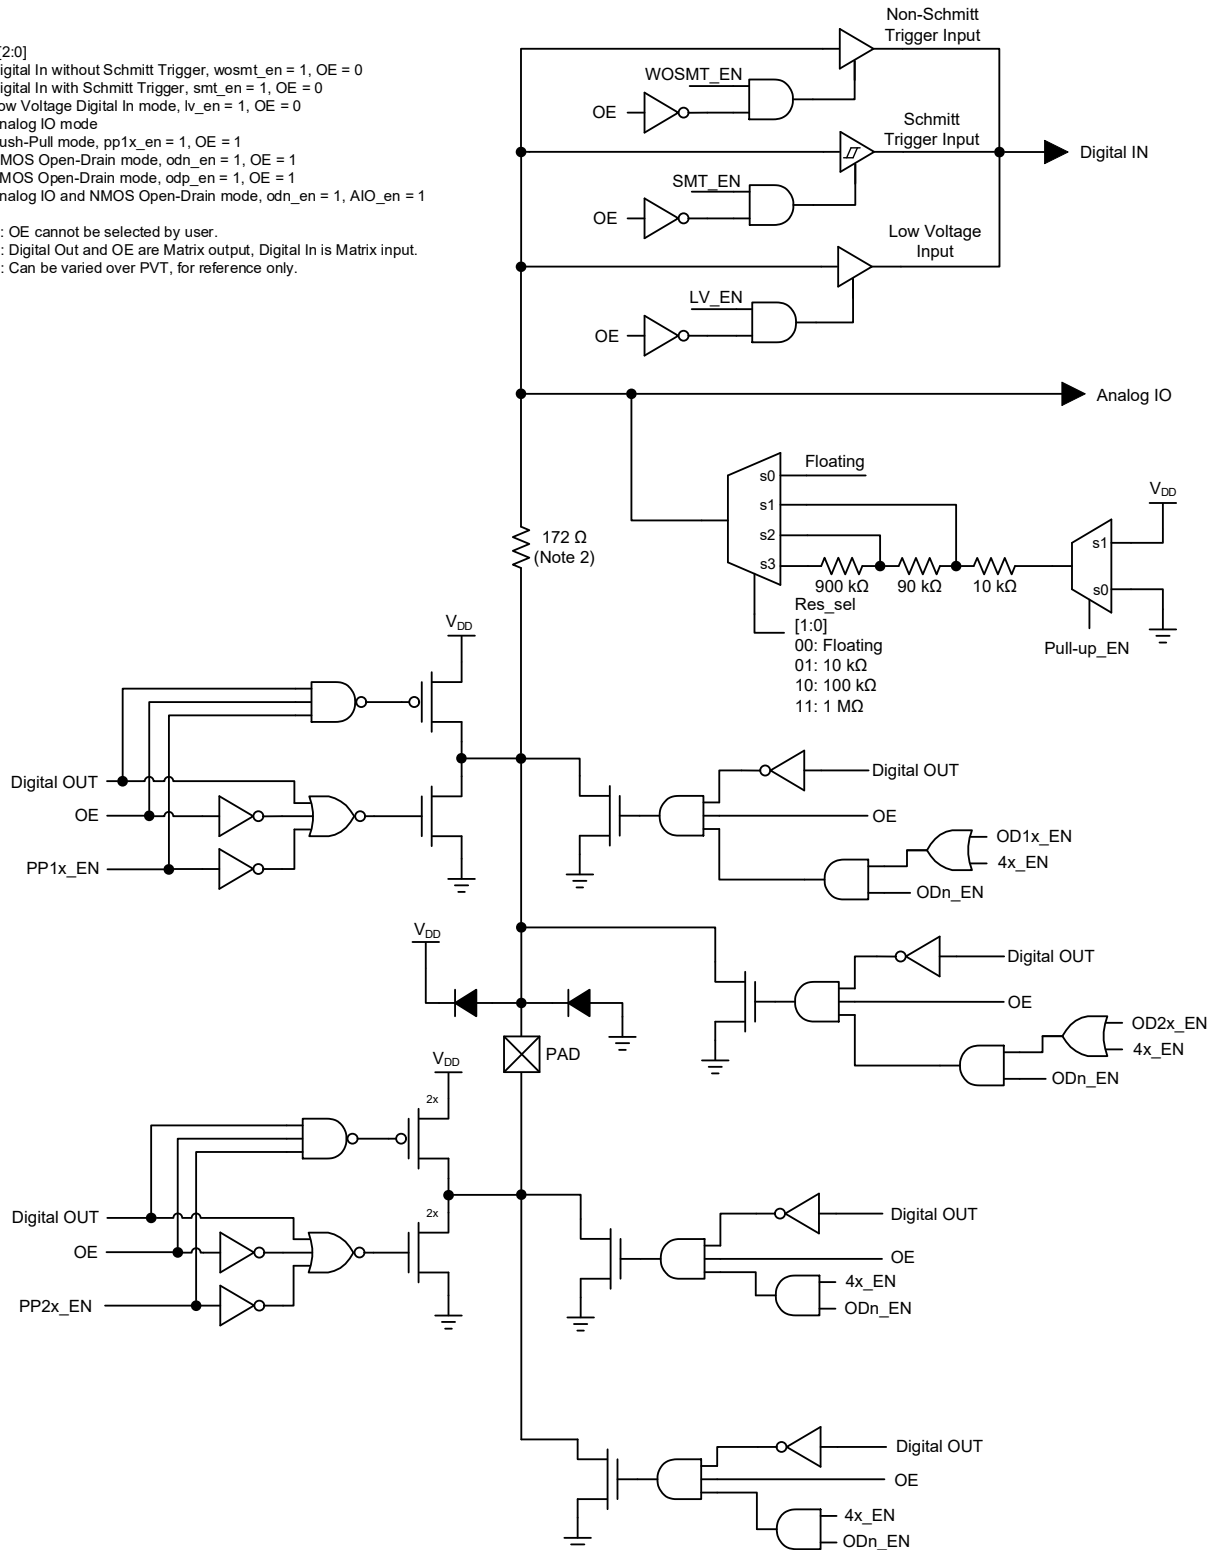 [2:0]
igital In without Schmitt Trigger, wosmt_en = 1, OE = 0
igital In with Schmitt Trigger, smt_en = 1, OE = 0
ow Voltage Digital In mode, lv_en = 1, OE = 0
nalog IO mode
ush-Pull mode, pp1x_en = 1, OE = 1
MOS Open-Drain mode, odn_en = 1, OE = 1
MOS Open-Drain mode, odp_en = 1, OE = 1
nalog IO and NMOS Open-Drain mode, odn_en = 1, AIO_en = 1
: OE cannot be selected by user.
: Digital Out and OE are Matrix output, Digital In is Matrix input.
: Can be varied over PVT, for reference only.
Non-Schmitt
Trigger Input
WOSMT_EN
OE
Schmitt
Trigger Input
Digital IN
SMT_EN
OE
Low Voltage
Input
LV_EN
OE
Analog IO
Floating
s0
s1
s2
s3
VDD
s1
s0
172 Ω
(Note 2)
900 kΩ
90 kΩ
10 kΩ
Res_sel
[1:0]
00: Floating
01: 10 kΩ
10: 100 kΩ
11: 1 MΩ
Pull-up_EN
VDD
Digital OUT
OE
PP1x_EN
Digital OUT
OE
OD1x_EN
4x_EN
ODn_EN
VDD
Digital OUT
OE
OD2x_EN
4x_EN
ODn_EN
PAD
VDD
2x
2x
Digital OUT
OE
PP2x_EN
Digital OUT
OE
4x_EN
ODn_EN
Digital OUT
OE
4x_EN
ODn_EN